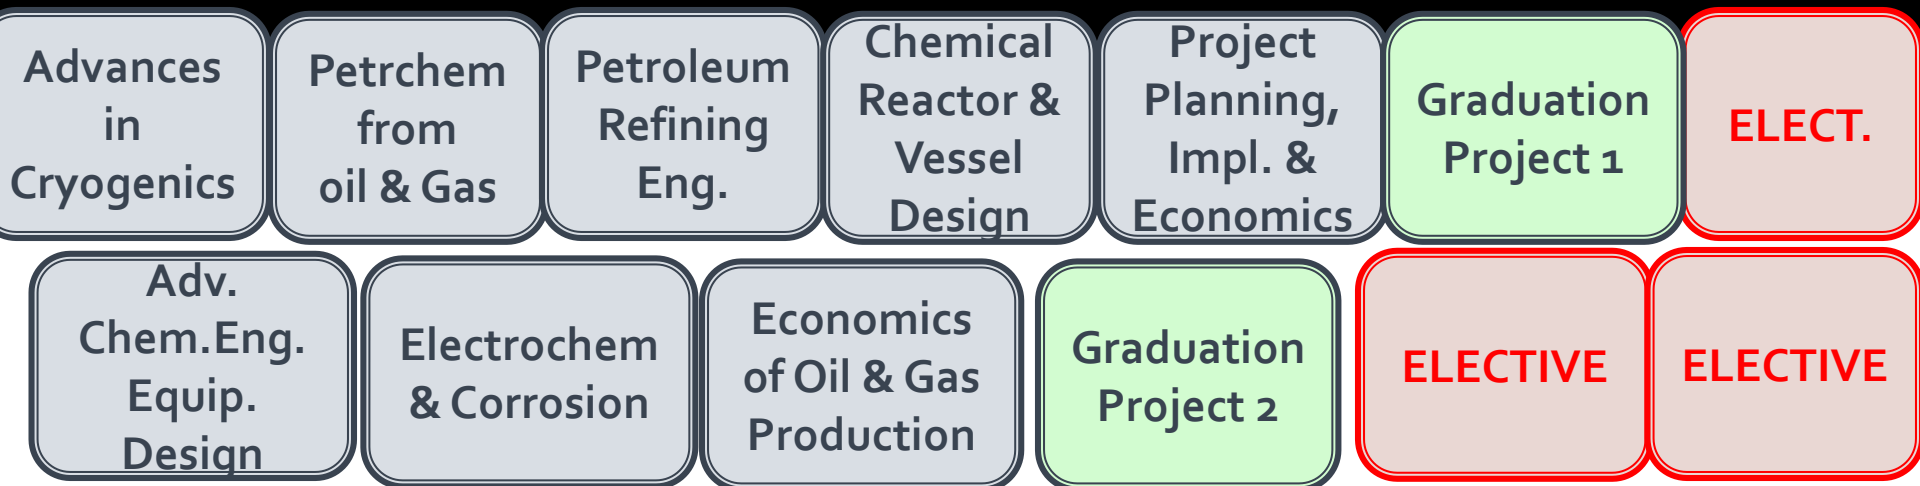 Advances
in
Cryogenics
Petrchem
from
oil & Gas
Petroleum
Refining
Eng.
Chemical
Reactor &
Vessel
Design
Project
Planning,
Impl. &
Economics
Graduation
Project 1
ELECT.
Adv.
Chem.Eng.
Equip.
Design
Electrochem
& Corrosion
Economics
of Oil & Gas
Production
Graduation
Project 2
ELECTIVE
ELECTIVE